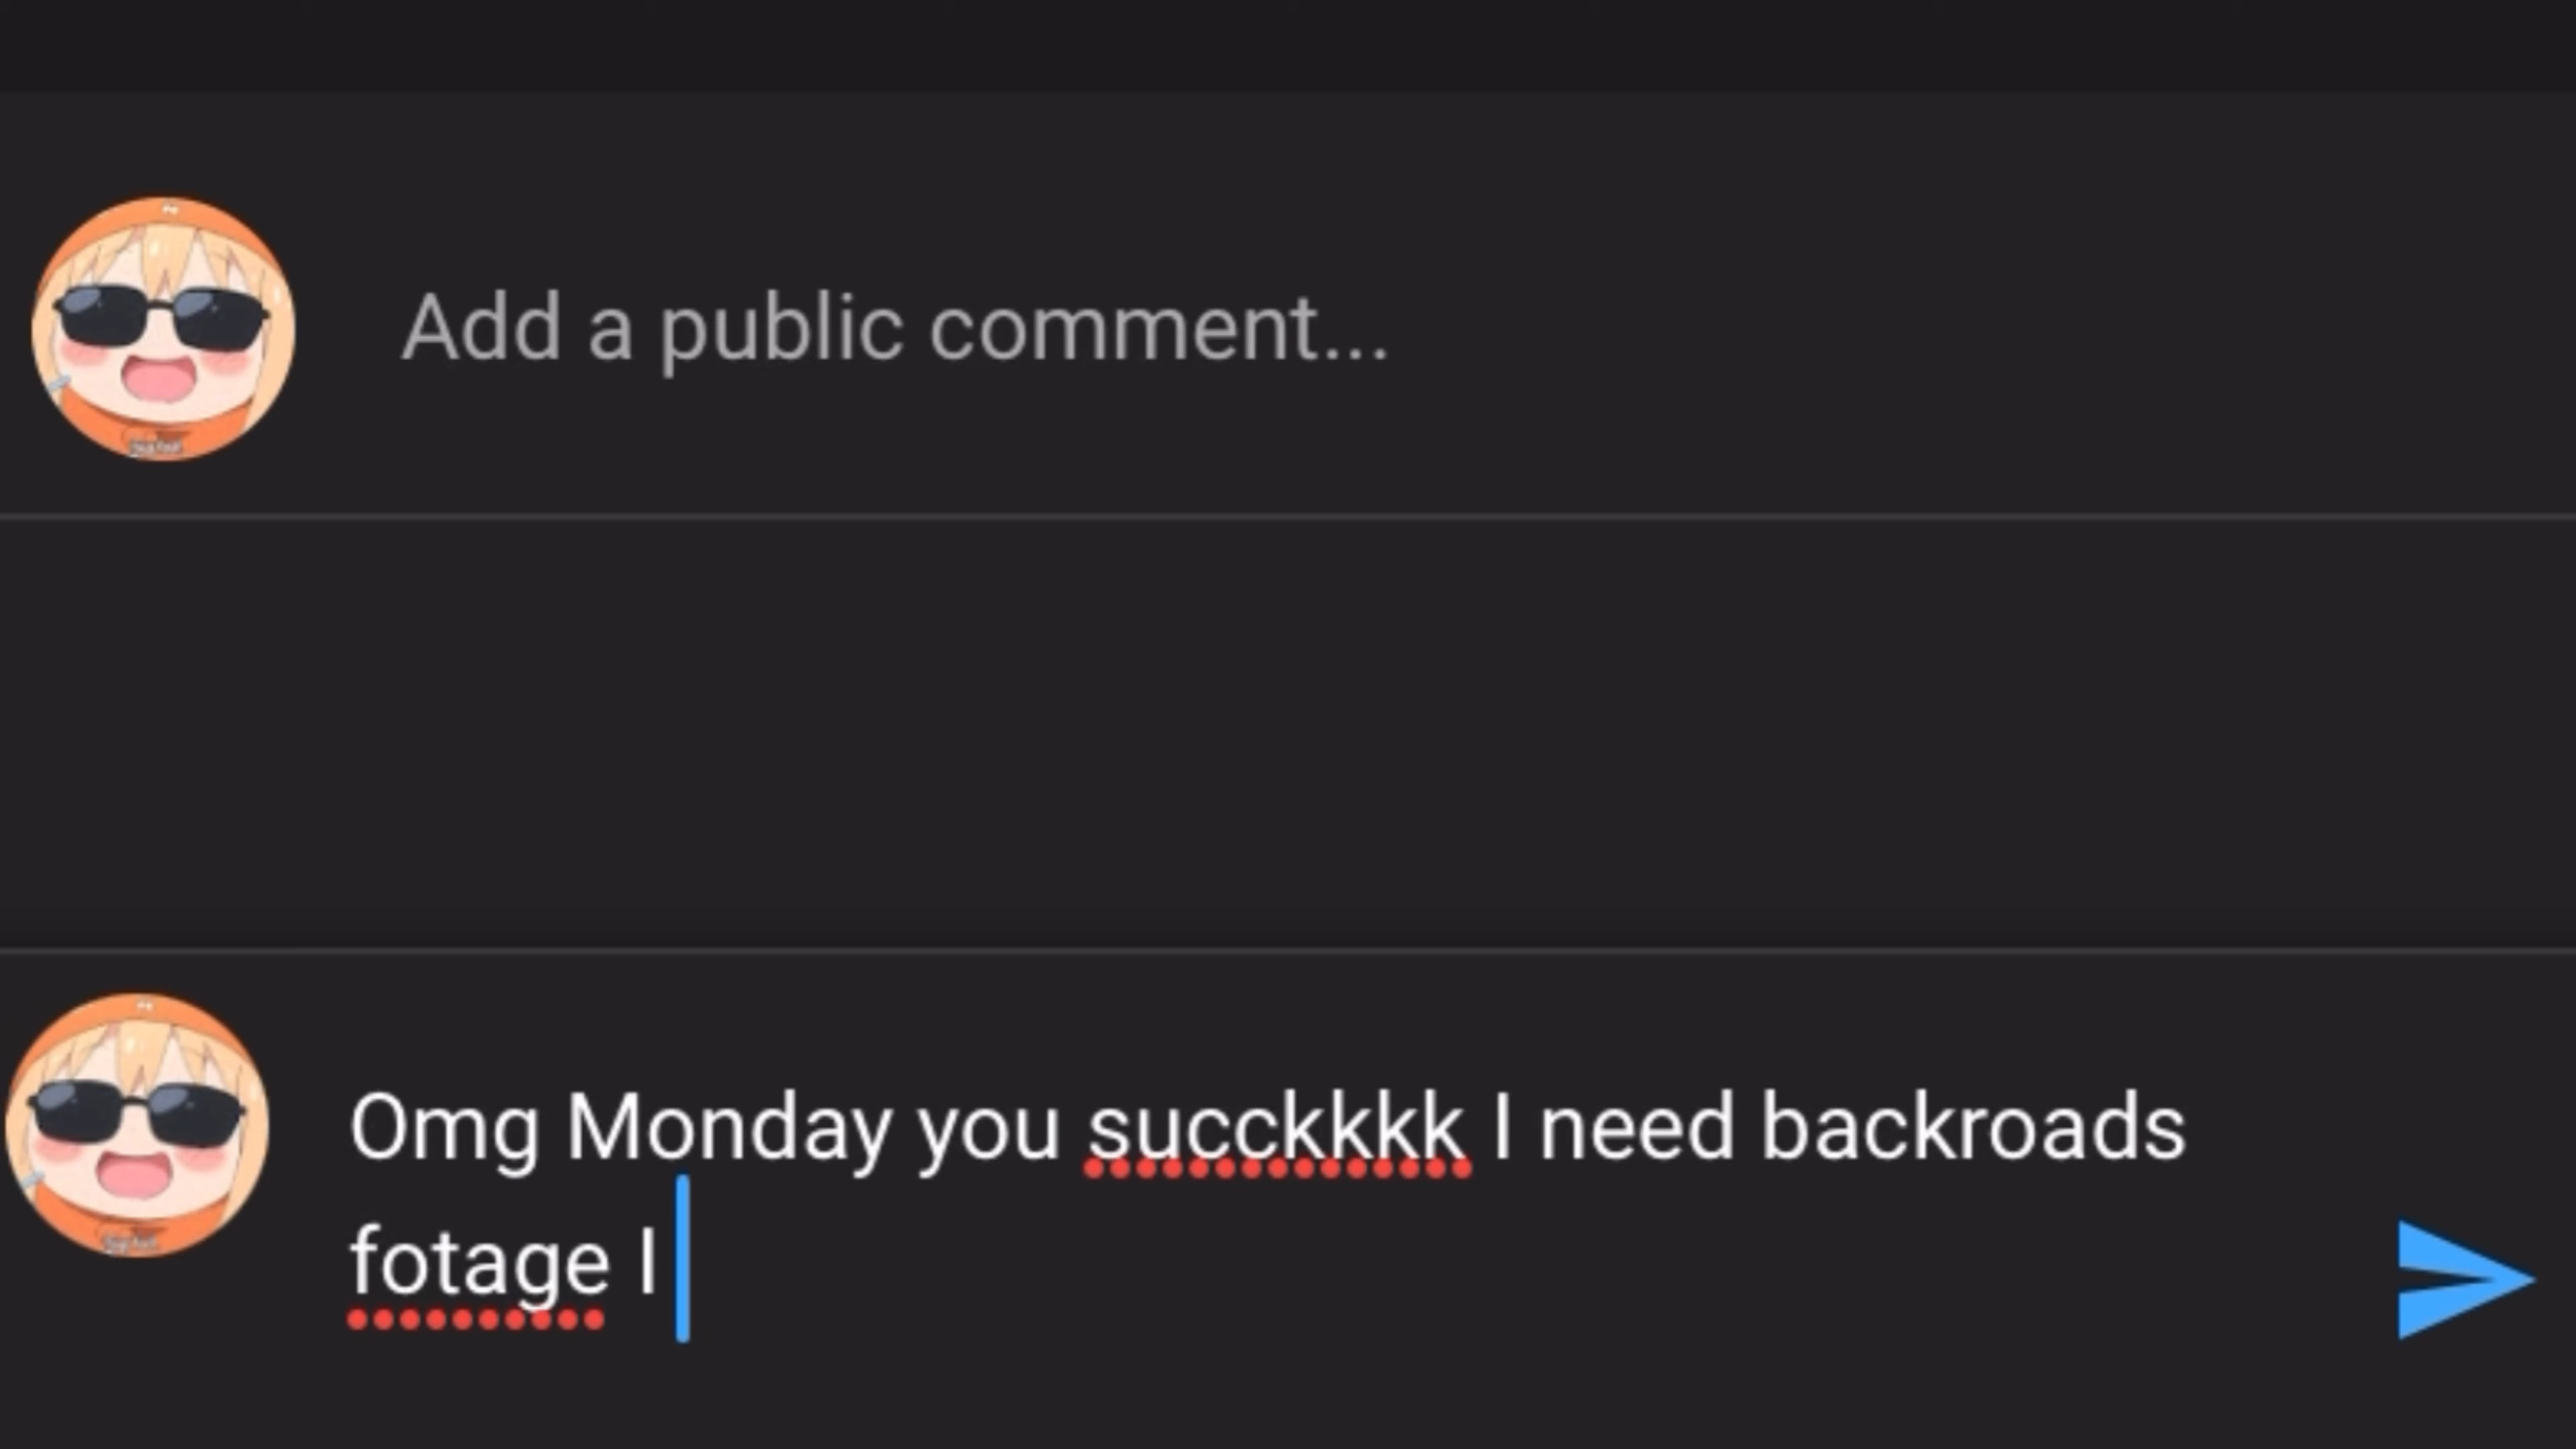 Add a public comment...
Omg Monday you succkkkk I need backroads
fotage I